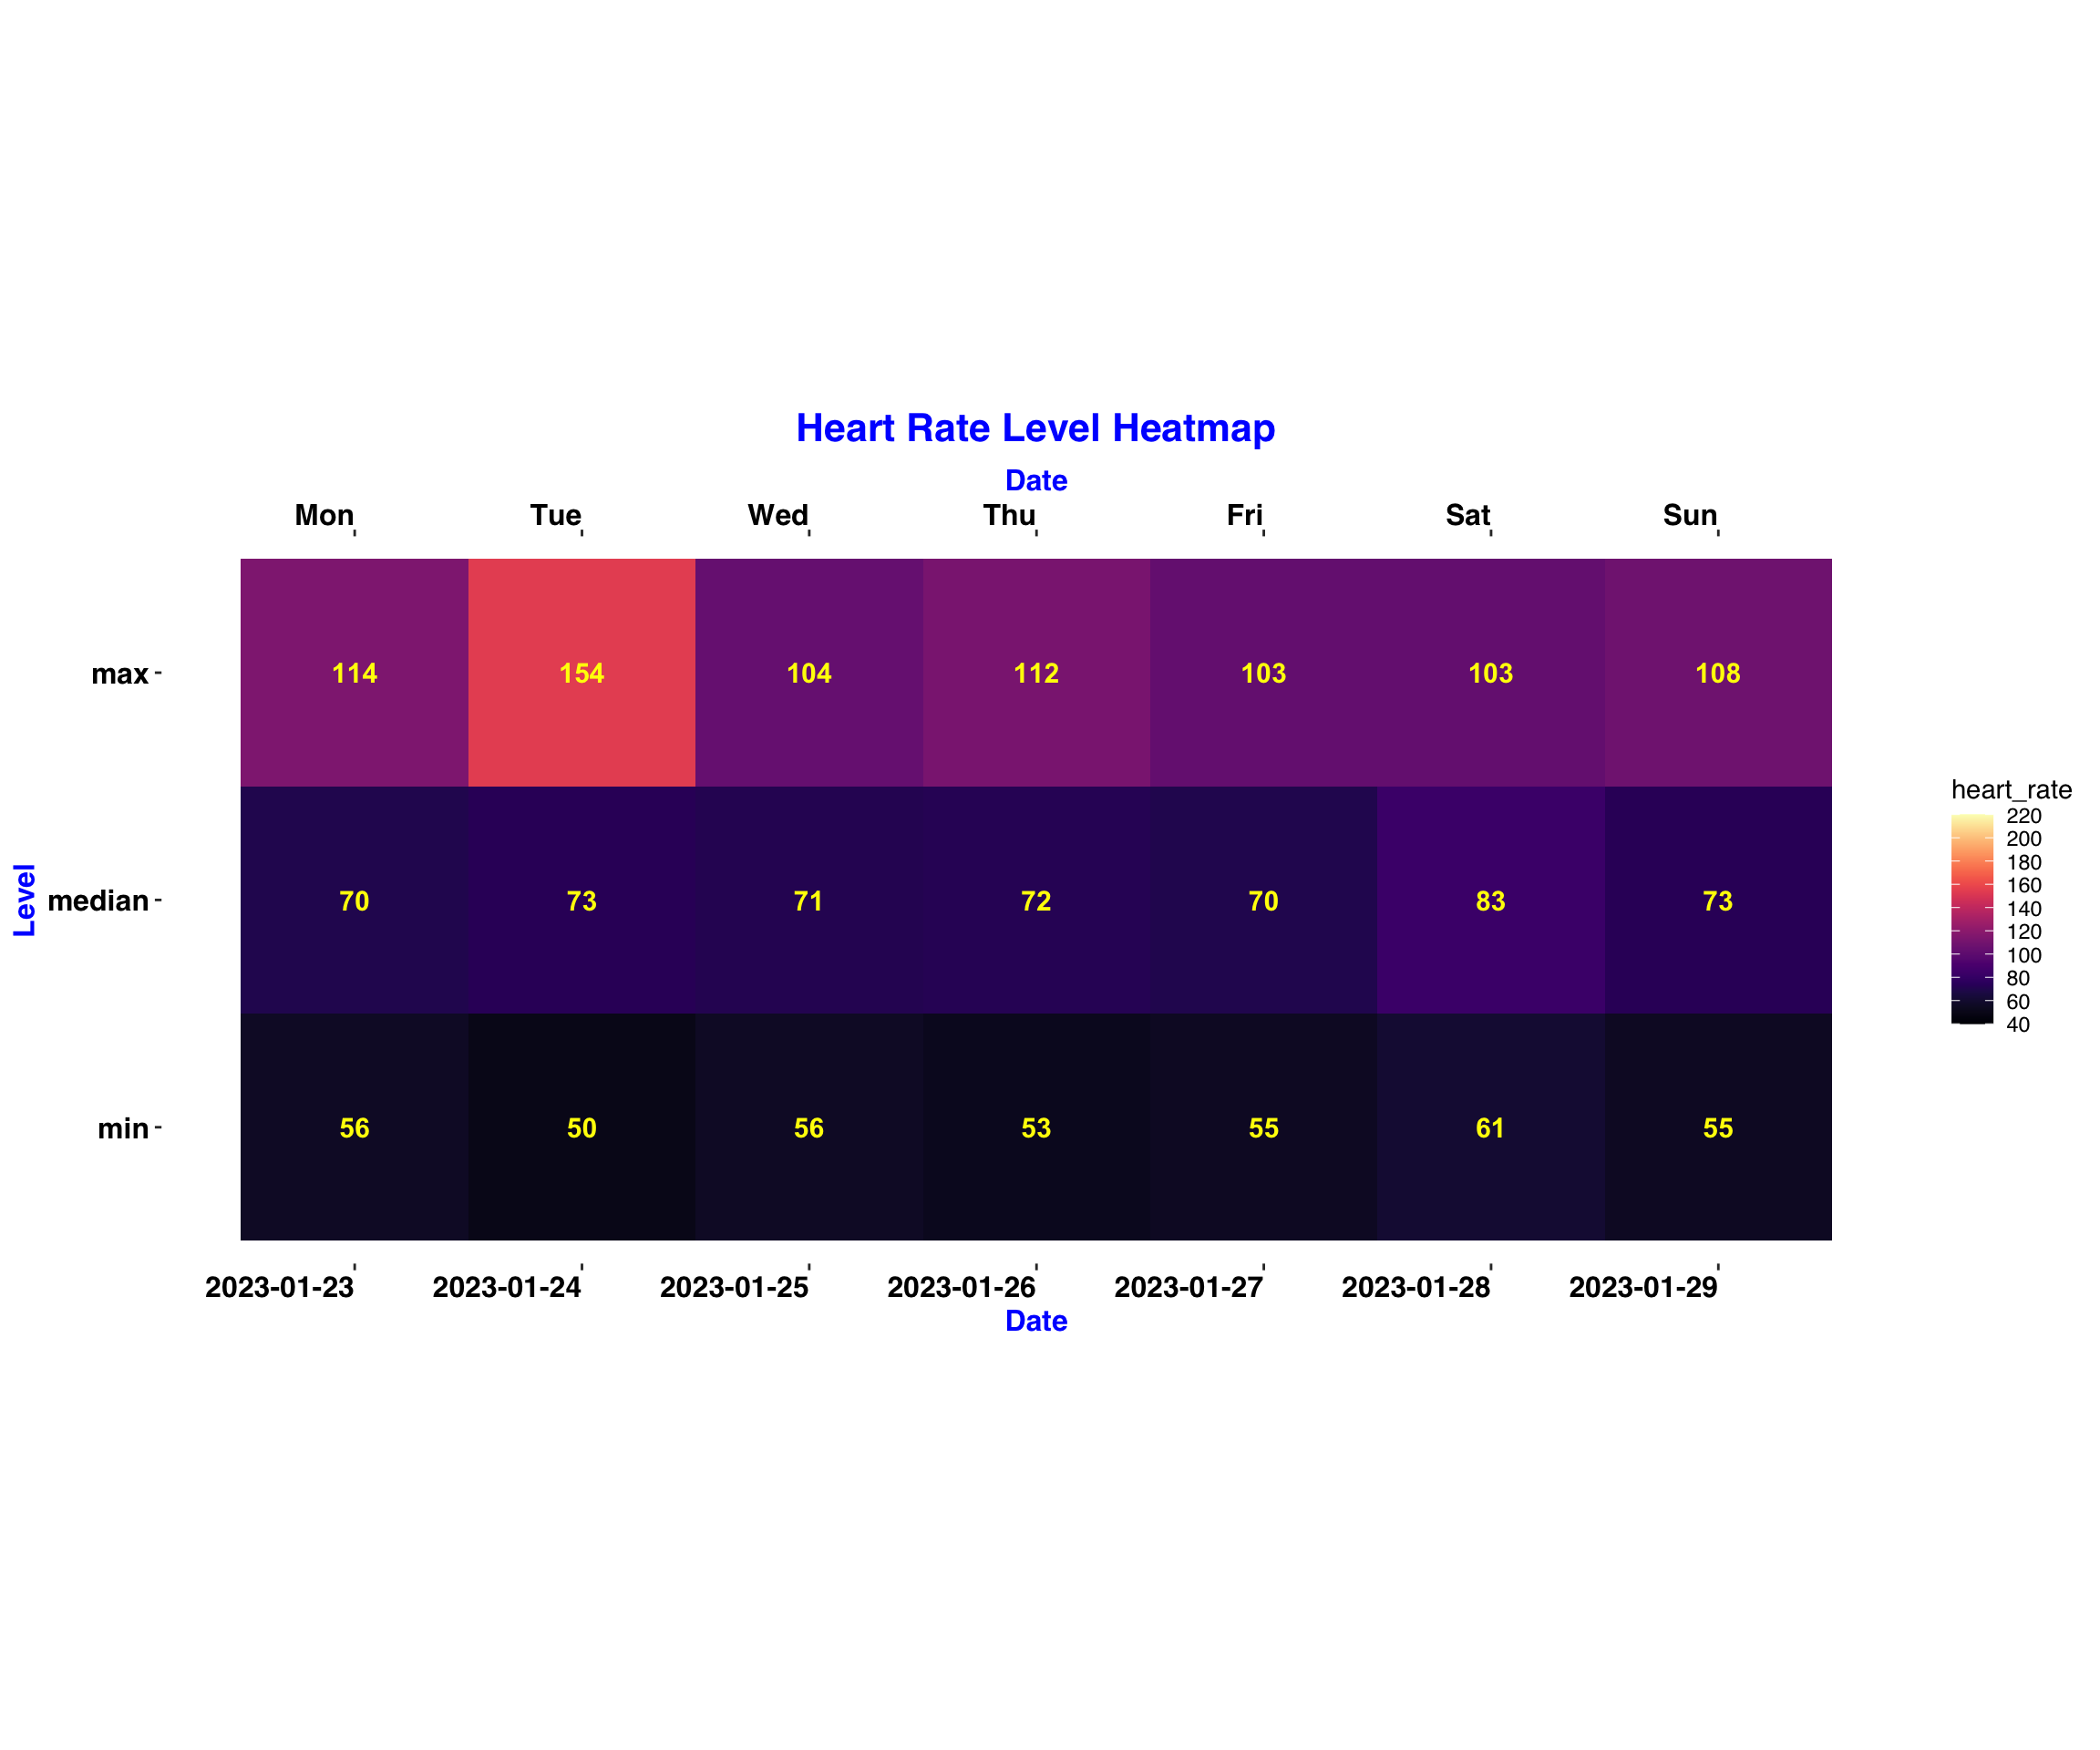 Heart Rate Level Heatmap
Date
Mon Tue Wed Thu Fri Sat Sun
max 114 154 104 112 103 103 108
Level
median 70 73 71 72 70 83 73
min 56 50 56 53 55 61 55
2023-01-23 2023-01-24 2023-01-25 2023-01-26 2023-01-27 2023-01-28 2023-01-29
Date
heart_rate
220
200
180
160
140
120
100
80
60
40